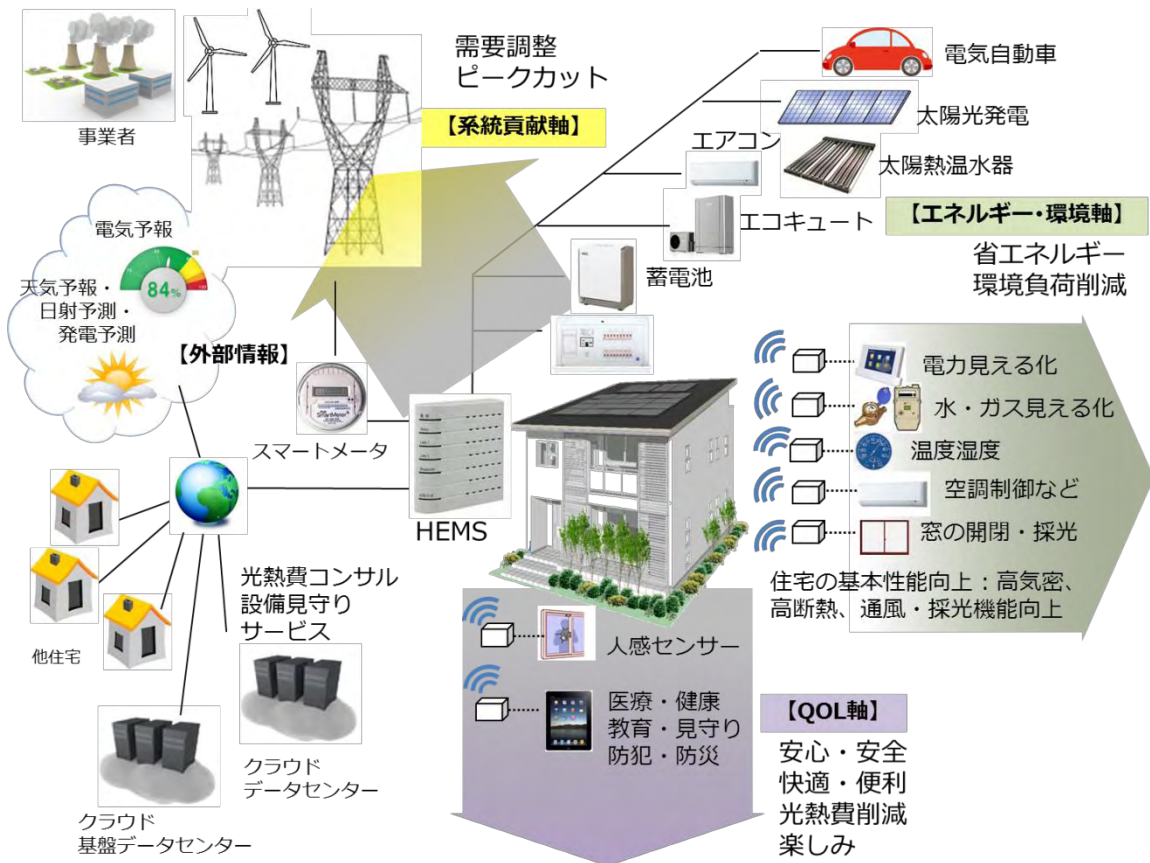 需要調整
ピークカット
電気自動車
事業者
【系統貢献軸】
太陽光発電
エアコン
太陽熱温水器
エコキュート
【エネルギー・環境軸】
省エネルギー
環境負荷削減
電気予報
84%
天気予報・
日射予測・
発電予測
【外部情報】
蓄電池
スマートメータ
HEMS
電力見える化
水・ガス見える化
温度湿度
空調制御など
窓の開閉・採光
住宅の基本性能向上：高気密、
高断熱、通風・採光機能向上
光熱費コンサル
設備見守り
サービス
他住宅
クラウド
データセンター
クラウド
基盤データセンター
人感センサー
医療・健康
教育・見守り
防犯・防災
【QOL軸】
安心・安全
快適・便利
光熱費削減
楽しみ